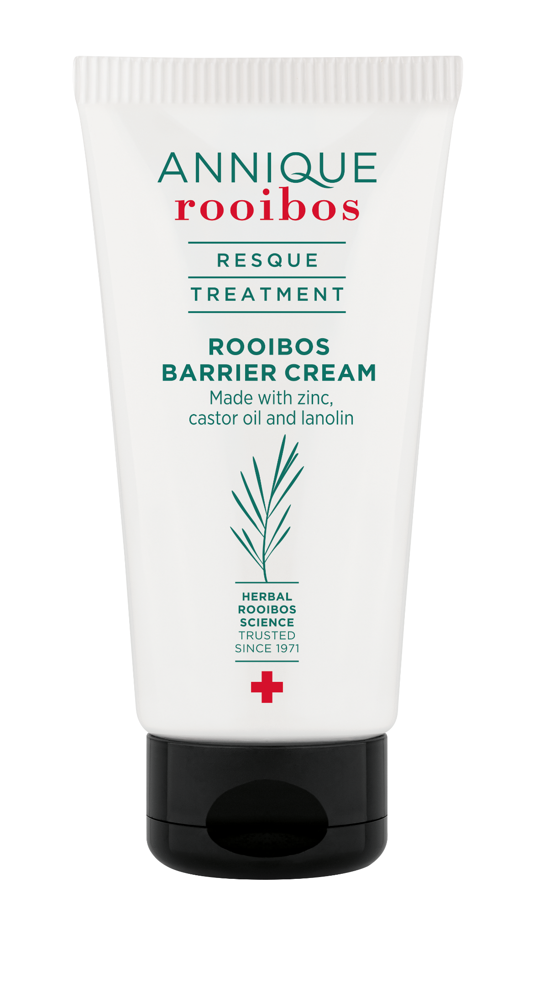 ANNIQUE
rooibos
RESQUE
TREATMENT
ROOIBOS
BARRIER CREAM
Made with zinc,
castor oil and lanolin
HERBAL
ROOIBOS
SCIENCE
TRUSTED
SINCE 1971